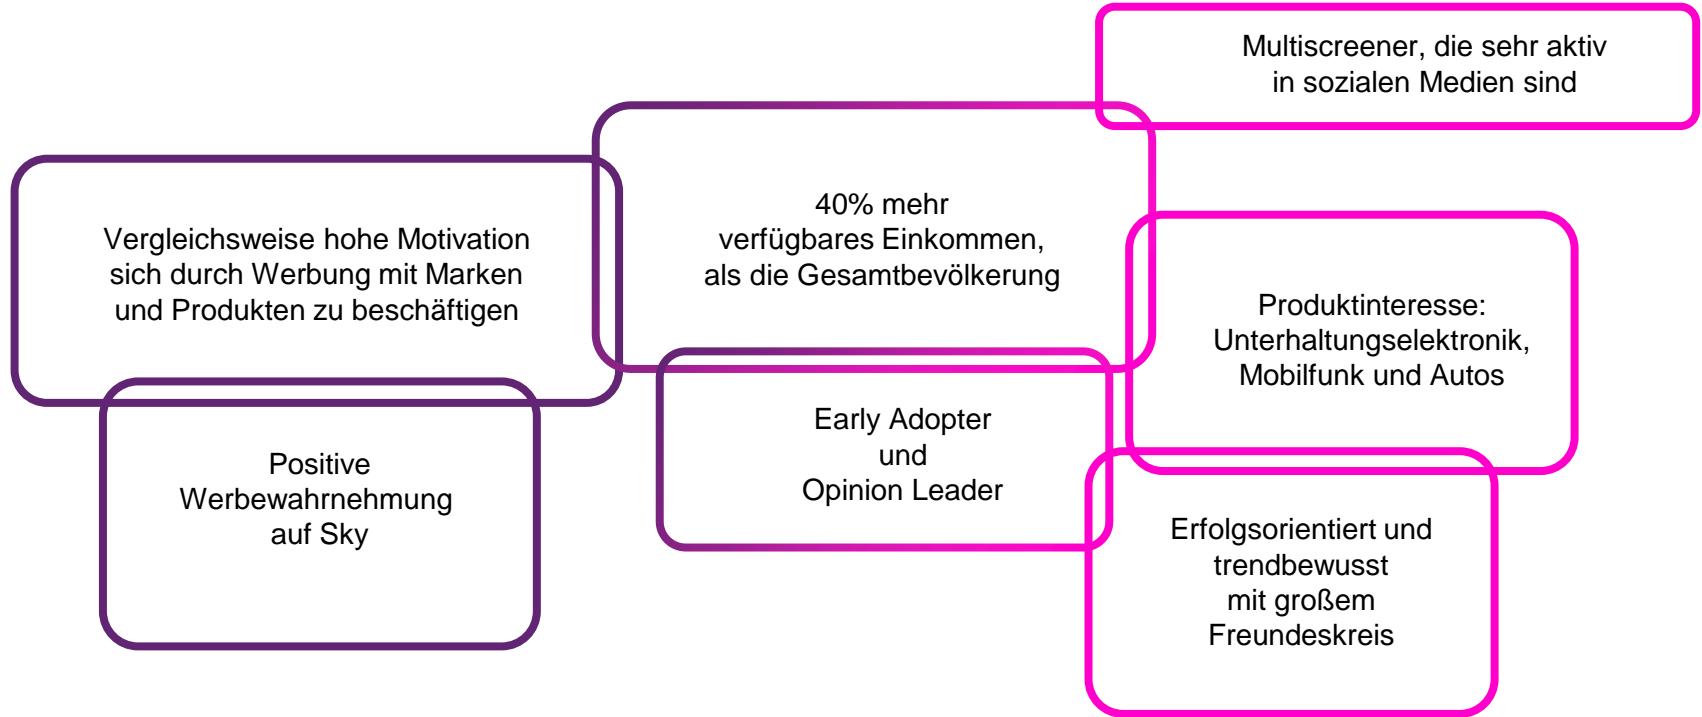 Multiscreener, die sehr aktiv
in sozialen Medien sind
40% mehr
verfügbares Einkommen,
als die Gesamtbevölkerung
Vergleichsweise hohe Motivation
sich durch Werbung mit Marken
und Produkten zu beschäftigen
Produktinteresse:
Unterhaltungselektronik,
Mobilfunk und Autos
Early Adopter
und
Opinion Leader
Positive
Werbewahrnehmung
auf Sky
Erfolgsorientiert und
trendbewusst
mit großem
Freundeskreis